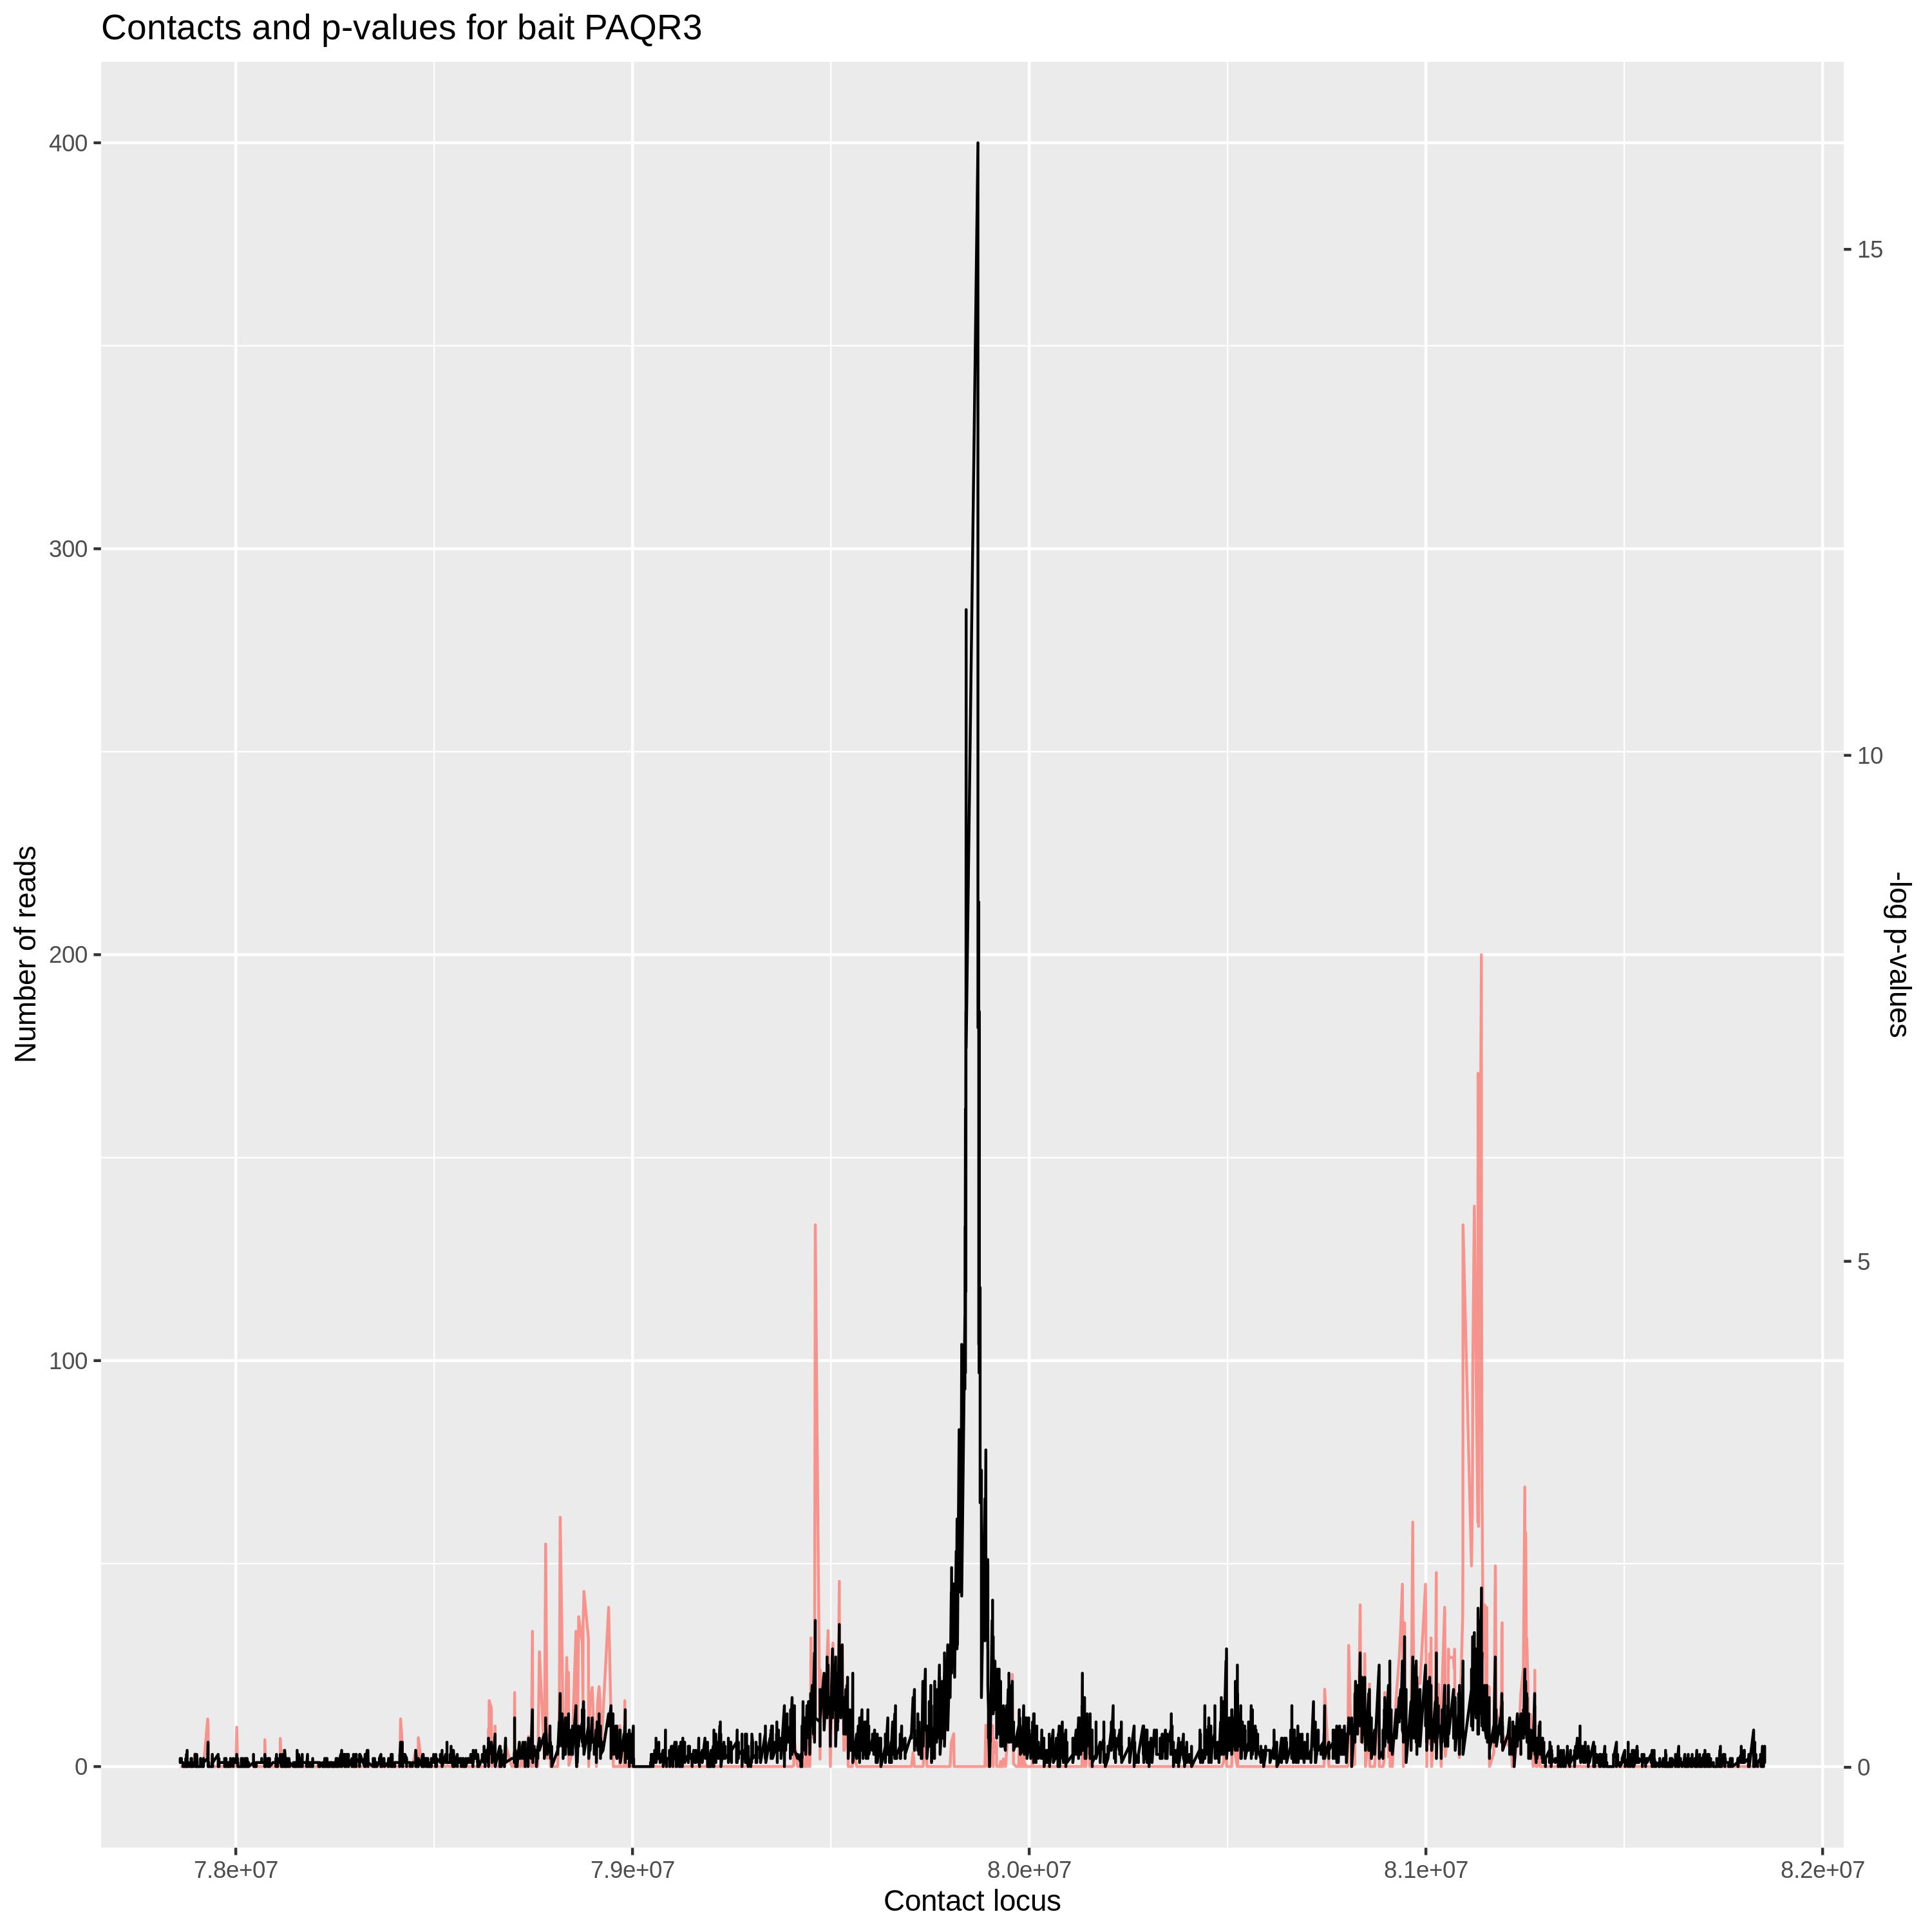 Contacts and p-values for bait PAQR3
400
300
200
100
0
Number of reads
15
10
5
0
-log p-values
7.8e+07
7.9e+07
8.0e+07
8.1e+07
8.2e+07
Contact locus